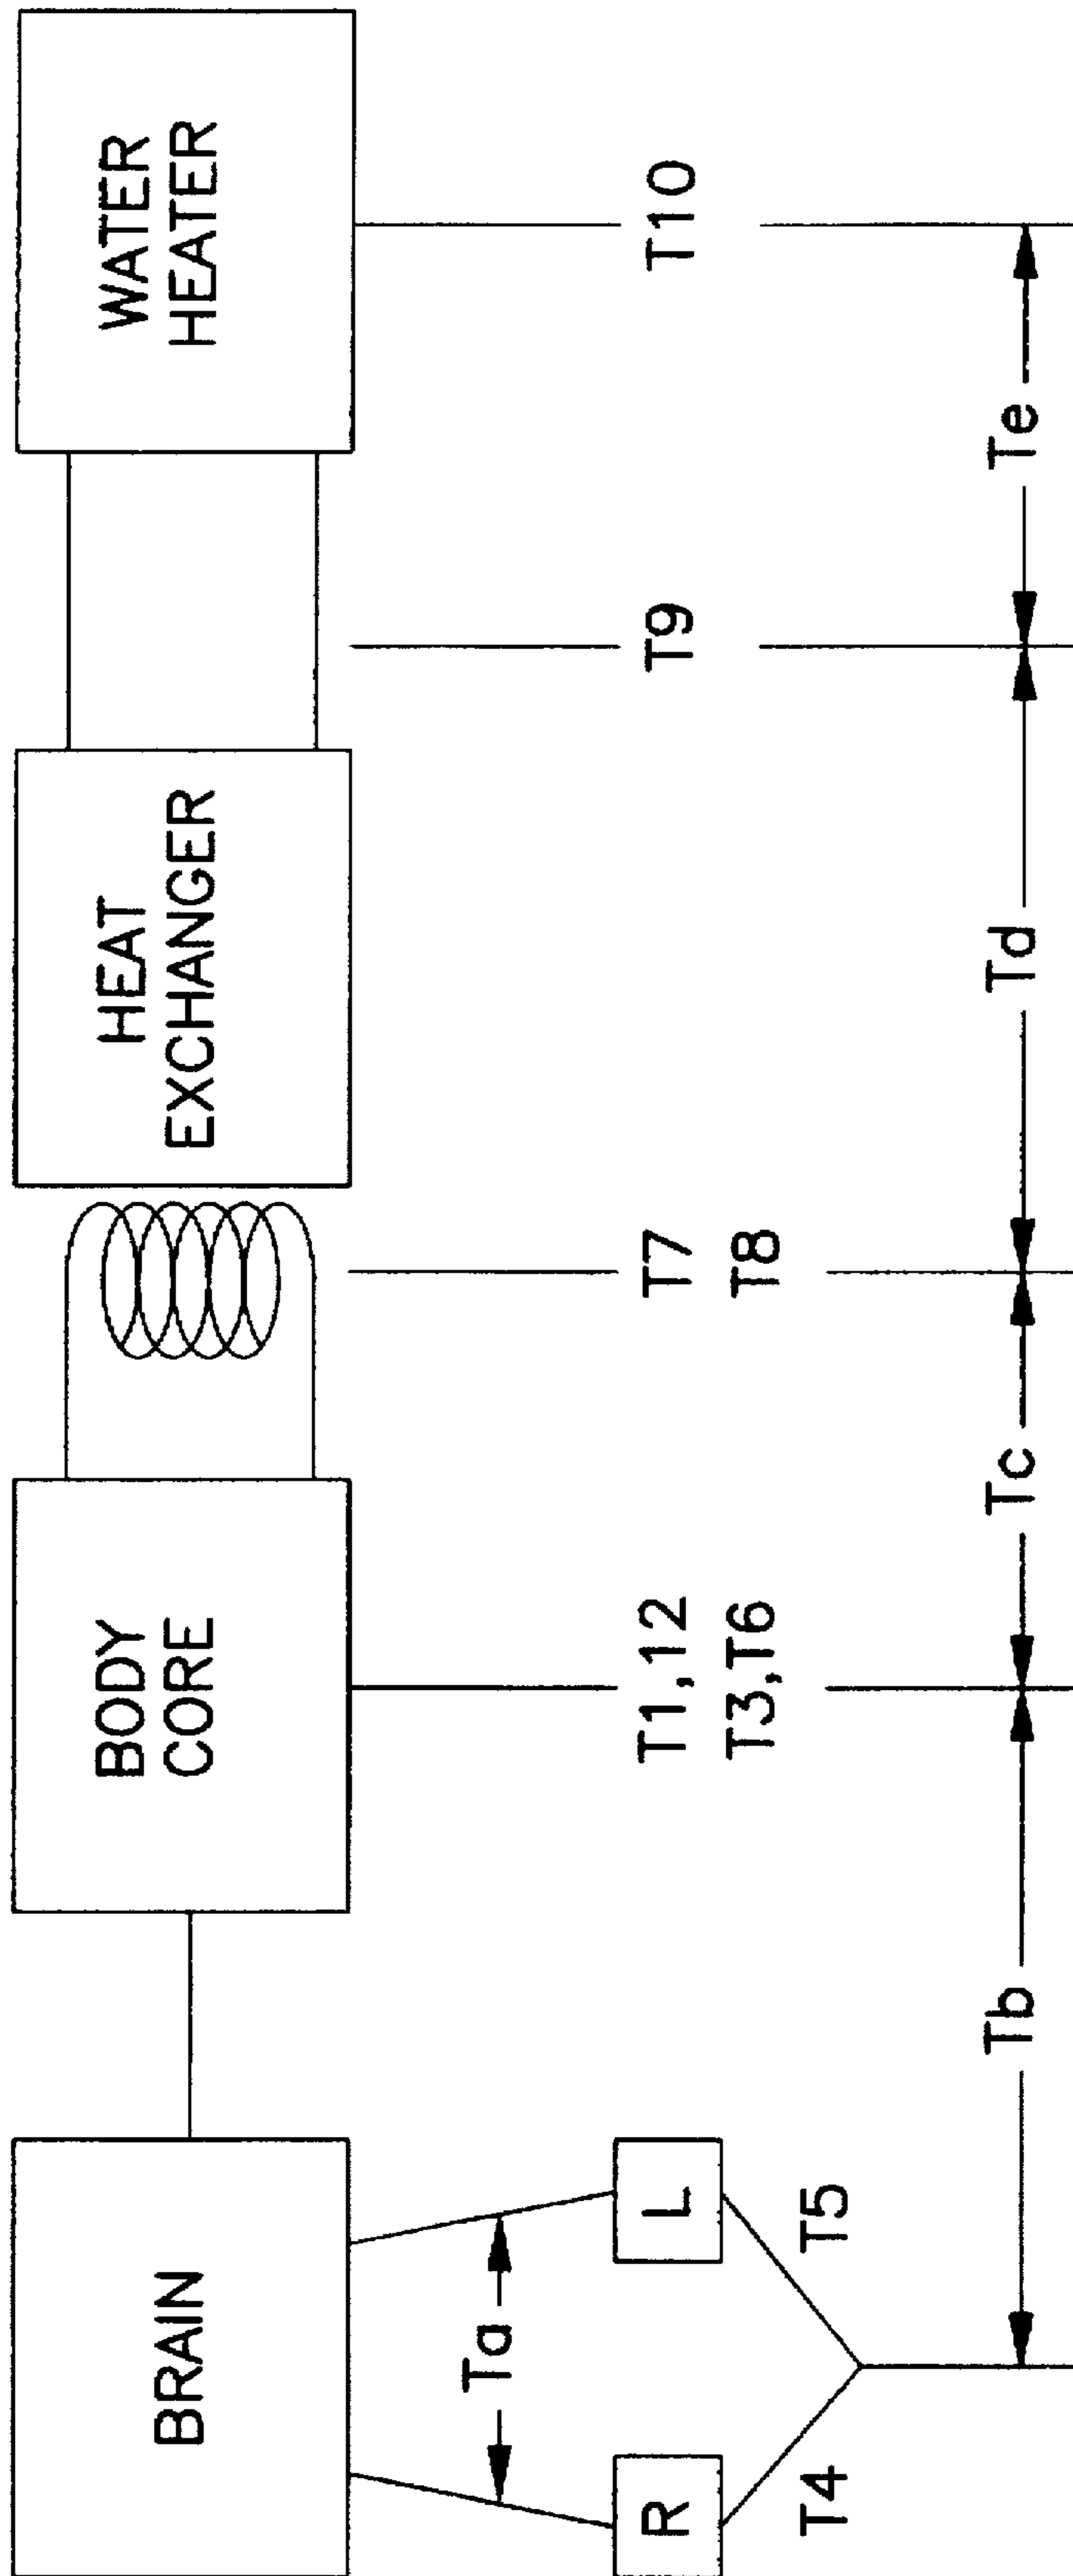 BRAIN
BODY
CORE
HEAT
EXCHANGER
WATER
HEATER
Ta
R
L
T1,12
T3,T6
T7
T8
T9
T10
T4
T5
Tb
Tc
Td
Te